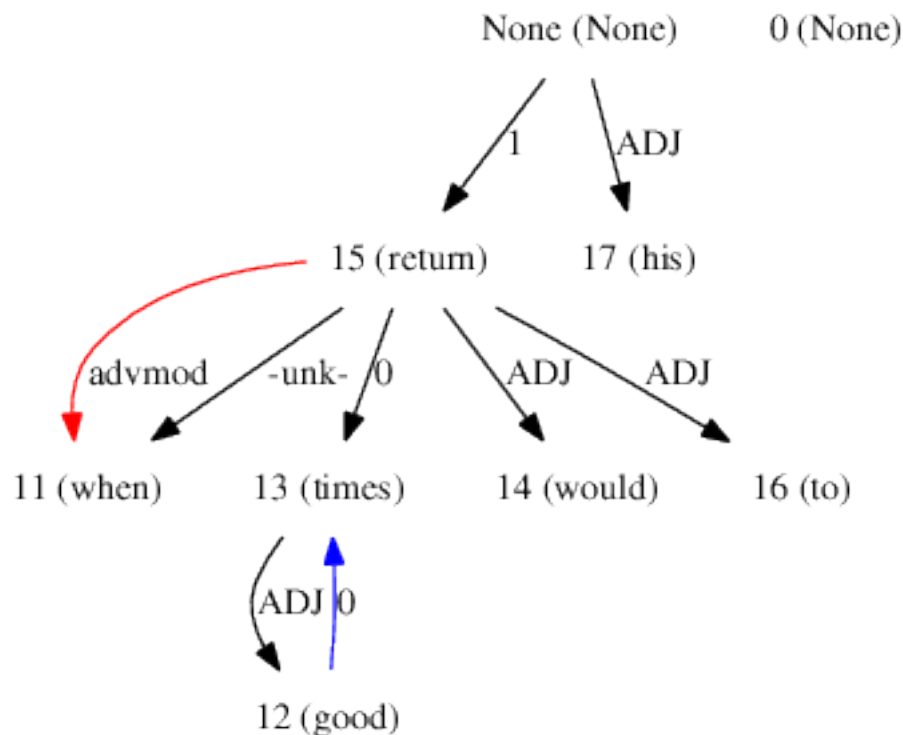 None (None) 0 (None)
1 ADJ
15 (return) 17 (his)
advmod -unk- 0 ADJ ADJ
11 (when) 13 (times) 14 (would) 16 (to)
ADJ 0
12 (good)